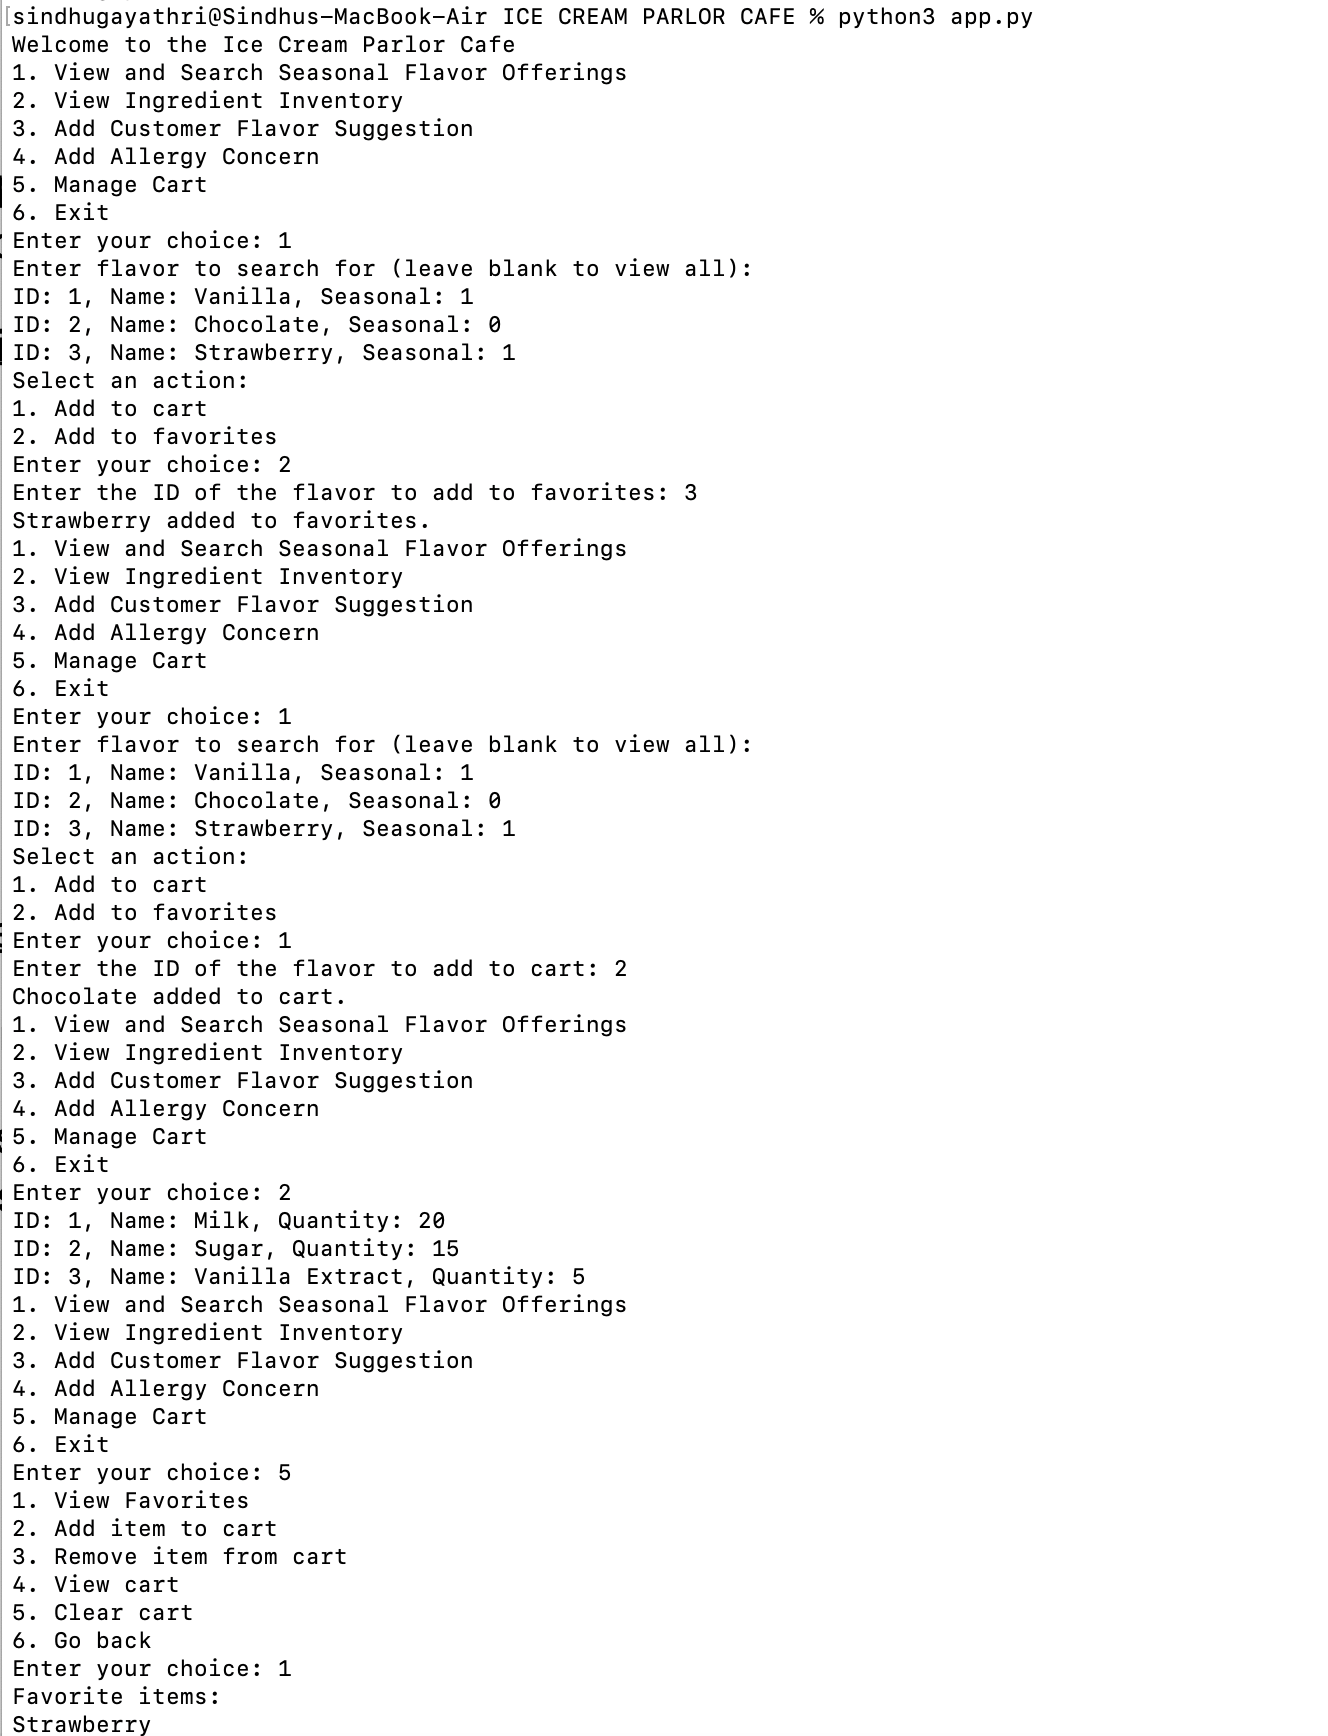 [sindhugayathri@Sindhus-MacBook-Air ICE CREAM PARLOR CAFE % python3 app.py
Welcome to the Ice Cream Parlor Cafe
1. View and Search Seasonal Flavor Offerings
2. View Ingredient Inventory
3. Add Customer Flavor Suggestion
4. Add Allergy Concern
5. Manage Cart
6. Exit
Enter your choice: 1
Enter flavor to search for (leave blank to view all):
ID: 1, Name: Vanilla, Seasonal: 1
ID: 2, Name: Chocolate, Seasonal: 0
ID: 3, Name: Strawberry, Seasonal: 1
Select an action:
1. Add to cart
2. Add to favorites
Enter your choice: 2
Enter the ID of the flavor to add to favorites: 3
Strawberry added to favorites.
1. View and Search Seasonal Flavor Offerings
2. View Ingredient Inventory
3. Add Customer Flavor Suggestion
4. Add Allergy Concern
5. Manage Cart
6. Exit
Enter your choice: 1
Enter flavor to search for (leave blank to view all):
ID: 1, Name: Vanilla, Seasonal: 1
ID: 2, Name: Chocolate, Seasonal: 0
ID: 3, Name: Strawberry, Seasonal: 1
Select an action:
1. Add to cart
2. Add to favorites
Enter your choice: 1
Enter the ID of the flavor to add to cart: 2
Chocolate added to cart.
1. View and Search Seasonal Flavor Offerings
2. View Ingredient Inventory
3. Add Customer Flavor Suggestion
4. Add Allergy Concern
5. Manage Cart
6. Exit
Enter your choice: 2
ID: 1, Name: Milk, Quantity: 20
ID: 2, Name: Sugar, Quantity: 15
ID: 3, Name: Vanilla Extract, Quantity: 5
1. View and Search Seasonal Flavor Offerings
2. View Ingredient Inventory
3. Add Customer Flavor Suggestion
4. Add Allergy Concern
5. Manage Cart
6. Exit
Enter your choice: 5
1. View Favorites
2. Add item to cart
3. Remove item from cart
4. View cart
5. Clear cart
6. Go back
Enter your choice: 1
Favorite items:
Strawberry